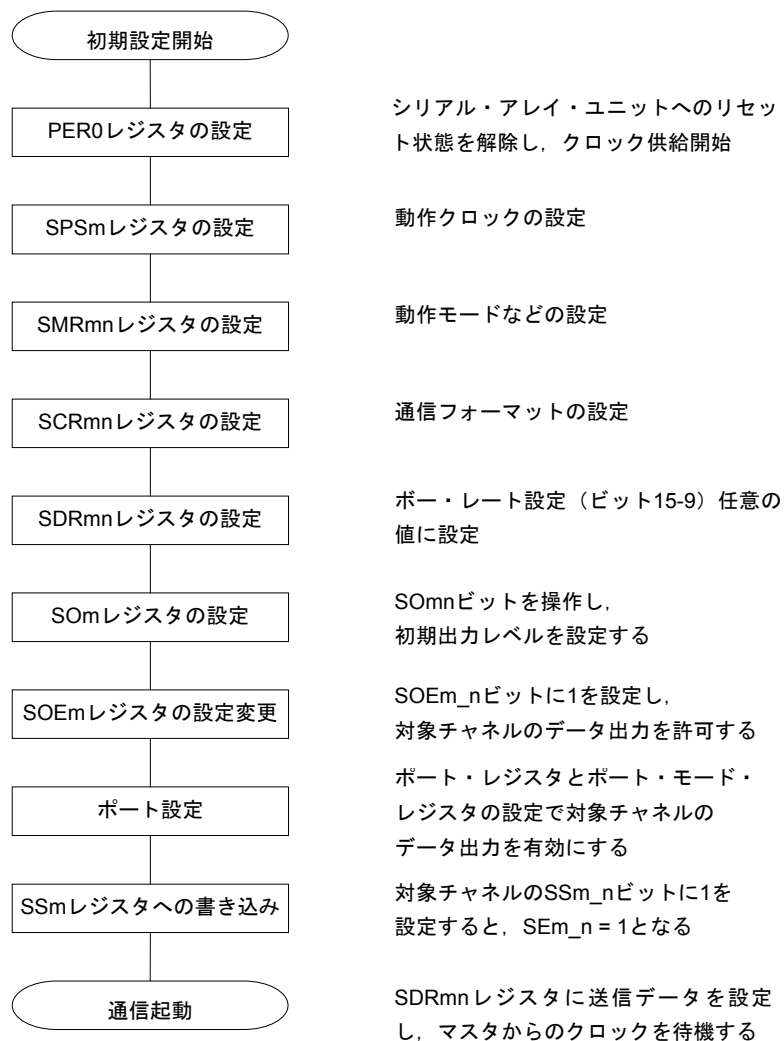 初期設定開始
PER0レジスタの設定
シリアル・アレイ・ユニットへのリセッ
ト状態を解除し，クロック供給開始
SPSmレジスタの設定
動作クロックの設定
SMRmnレジスタの設定
動作モードなどの設定
SCRmnレジスタの設定
通信フォーマットの設定
SDRmnレジスタの設定
ボー・レート設定（ビット15-9）任意の
値に設定
SOmレジスタの設定
SOmnビットを操作し，
初期出力レベルを設定する
SOEmレジスタの設定変更
SOEm_nビットに1を設定し，
対象チャネルのデータ出力を許可する
ポート設定
ポート・レジスタとポート・モード・
レジスタの設定で対象チャネルの
データ出力を有効にする
SSmレジスタへの書き込み
対象チャネルのSSm_nビットに1を
設定すると，SEm_n = 1となる
通信起動
SDRmnレジスタに送信データを設定
し，マスタからのクロックを待機する